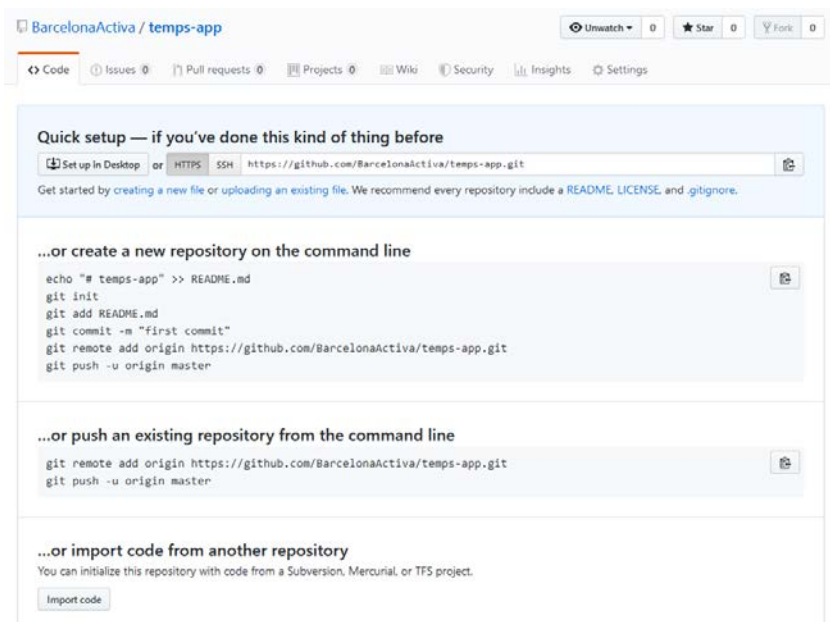 BarcelonaActiva / temps-app
Unwatch 0 Star 0 Fork 0
Code Issues 0 Pull requests 0 Projects 0 Wiki Security Insights Settings
Quick setup — if you've done this kind of thing before
Set up in Desktop or HTTPS SSH https://github.com/BarcelonaActiva/temps-app.git
Get started by creating a new file or uploading an existing file. We recommend every repository include a README, LICENSE, and .gitignore.
...or create a new repository on the command line
echo "# temps-app" >> README.md
git init
git add README.md
git commit -m "first commit"
git remote add origin https://github.com/BarcelonaActiva/temps-app.git
git push -u origin master
...or push an existing repository from the command line
git remote add origin https://github.com/BarcelonaActiva/temps-app.git
git push -u origin master
...or import code from another repository
You can initialize this repository with code from a Subversion, Mercurial, or TFS project.
Import code